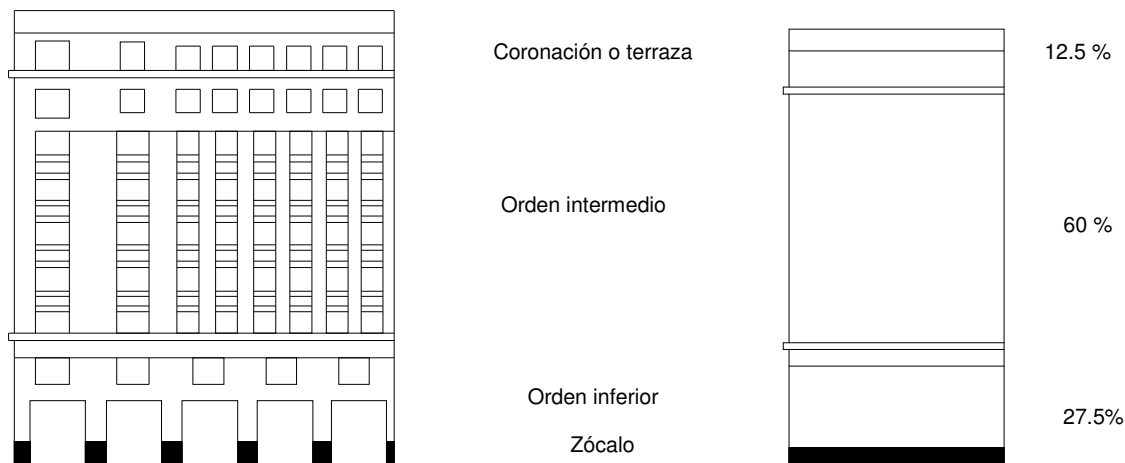 Coronación o terraza
12.5 %
Orden intermedio
60 %
Orden inferior
27.5%
Zócalo